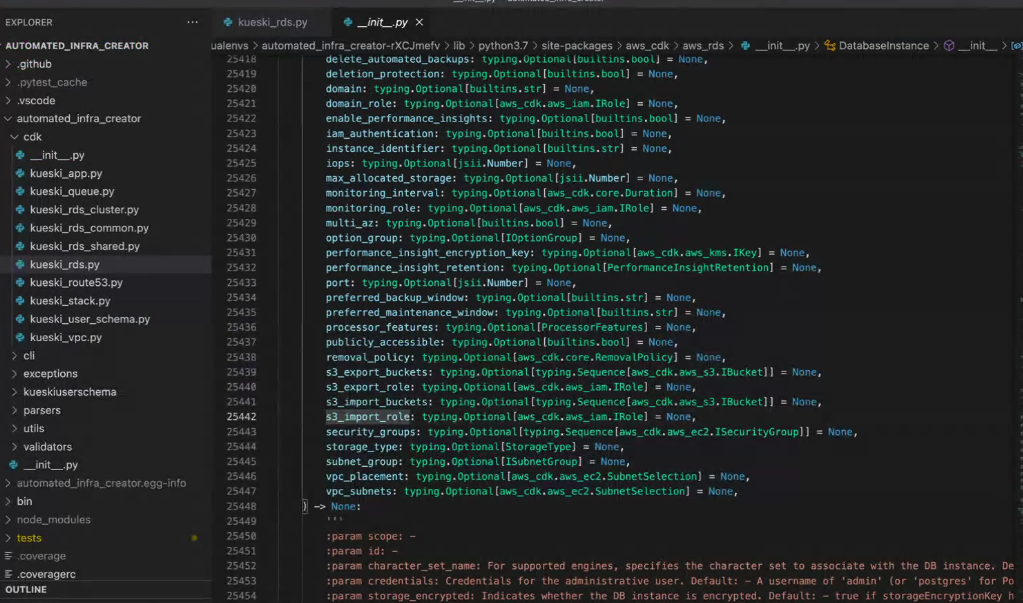 EXPLORER
AUTOMATED_INFRA_CREATOR
.github
.pytest_cache
.vscode
automated_infra_creator
cdk
__init__.py
kueski_app.py
kueski_queue.py
kueski_rds_cluster.py
kueski_rds_common.py
kueski_rds_shared.py
kueski_rds.py
kueski_route53.py
kueski_stack.py
kueski_user_schema.py
kueski_vpc.py
cli
exceptions
kueskiuserschema
parsers
utils
validators
__init__.py
automated_infra_creator.egg-info
bin
node_modules
tests
.coverage
.coveragerc
OUTLINE
kueski_rds.py
__init__.py
ualenvs > automated_infra_creator-rXCJmefv > lib > python3.7 > site-packages > aws_cdk > aws_rds > __init__.py > DatabaseInstance > __init__ >
25418 delete_automated_backups: typing.Optional[builtins.bool] = None,
25419 deletion_protection: typing.Optional[builtins.bool] = None,
25420 domain: typing.Optional[builtins.str] = None,
25421 domain_role: typing.Optional[aws_cdk.aws_iam.IRole] = None,
25422 enable_performance_insights: typing.Optional[builtins.bool] = None,
25423 iam_authentication: typing.Optional[builtins.bool] = None,
25424 instance_identifier: typing.Optional[builtins.str] = None,
25425 iops: typing.Optional[jsii.Number] = None,
25426 max_allocated_storage: typing.Optional[jsii.Number] = None,
25427 monitoring_interval: typing.Optional[aws_cdk.core.Duration] = None,
25428 monitoring_role: typing.Optional[aws_cdk.aws_iam.IRole] = None,
25429 multi_az: typing.Optional[builtins.bool] = None,
25430 option_group: typing.Optional[IOptionGroup] = None,
25431 performance_insight_encryption_key: typing.Optional[aws_cdk.aws_kms.IKey] = None,
25432 performance_insight_retention: typing.Optional[PerformanceInsightRetention] = None,
25433 port: typing.Optional[jsii.Number] = None,
25434 preferred_backup_window: typing.Optional[builtins.str] = None,
25435 preferred_maintenance_window: typing.Optional[builtins.str] = None,
25436 processor_features: typing.Optional[ProcessorFeatures] = None,
25437 publicly_accessible: typing.Optional[builtins.bool] = None,
25438 removal_policy: typing.Optional[aws_cdk.core.RemovalPolicy] = None,
25439 s3_export_buckets: typing.Optional[typing.Sequence[aws_cdk.aws_s3.IBucket]] = None,
25440 s3_export_role: typing.Optional[aws_cdk.aws_iam.IRole] = None,
25441 s3_import_buckets: typing.Optional[typing.Sequence[aws_cdk.aws_s3.IBucket]] = None,
25442 s3_import_role: typing.Optional[aws_cdk.aws_iam.IRole] = None,
25443 security_groups: typing.Optional[typing.Sequence[aws_cdk.aws_ec2.ISecurityGroup]] = None,
25444 storage_type: typing.Optional[StorageType] = None,
25445 subnet_group: typing.Optional[ISubnetGroup] = None,
25446 vpc_placement: typing.Optional[aws_cdk.aws_ec2.SubnetSelection] = None,
25447 vpc_subnets: typing.Optional[aws_cdk.aws_ec2.SubnetSelection] = None,
25448 ) -> None:
25449 '''
25450 :param scope: -
25451 :param id: -
25452 :param character_set_name: For supported engines, specifies the character set to associate with the DB instance. De
25453 :param credentials: Credentials for the administrative user. Default: - A username of 'admin' (or 'postgres' for Po
25454 :param storage_encrypted: Indicates whether the DB instance is encrypted. Default: - true if storageEncryptionKey h